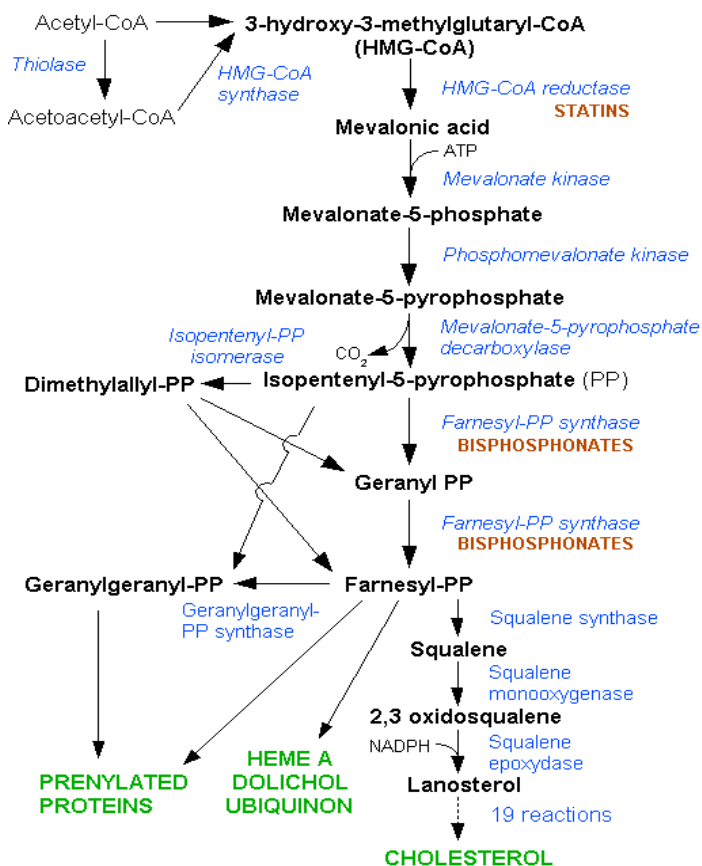 Acetyl-CoA
3-hydroxy-3-methylglutaryl-CoA
(HMG-CoA)
Thiolase
HMG-CoA
synthase
HMG-CoA reductase
STATINS
Acetoacetyl-CoA
Mevalonic acid
ATP
Mevalonate kinase
Mevalonate-5-phosphate
Phosphomevalonate kinase
Mevalonate-5-pyrophosphate
Isopentenyl-PP
isomerase
CO2
Mevalonate-5-pyrophosphate
decarboxylase
Dimethylallyl-PP
Isopentenyl-5-pyrophosphate (PP)
Farnesyl-PP synthase
BISPHOSPHONATES
Geranyl PP
Farnesyl-PP synthase
BISPHOSPHONATES
Geranylgeranyl-PP
Farnesyl-PP
Geranylgeranyl-
PP synthase
Squalene synthase
Squalene
Squalene
monooxygenase
2,3 oxidosqualene
NADPH
Squalene
epoxydase
Lanosterol
PRENYLATED
PROTEINS
HEME A
DOLICHOL
UBIQUINON
19 reactions
CHOLESTEROL